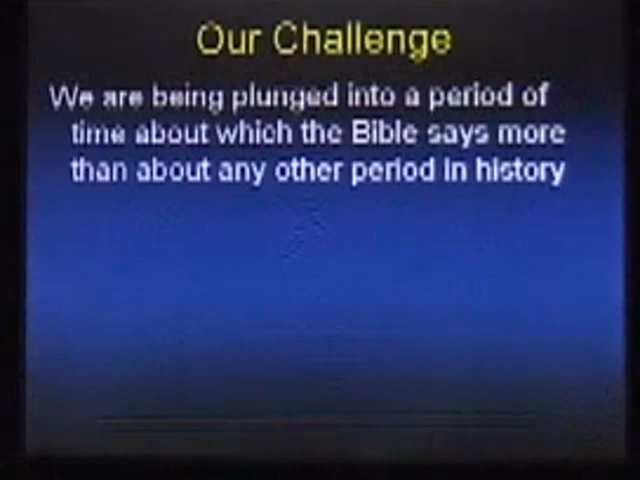 Our Challenge
We are being plunged into a period of
time about which the Bible says more
than about any other period in history